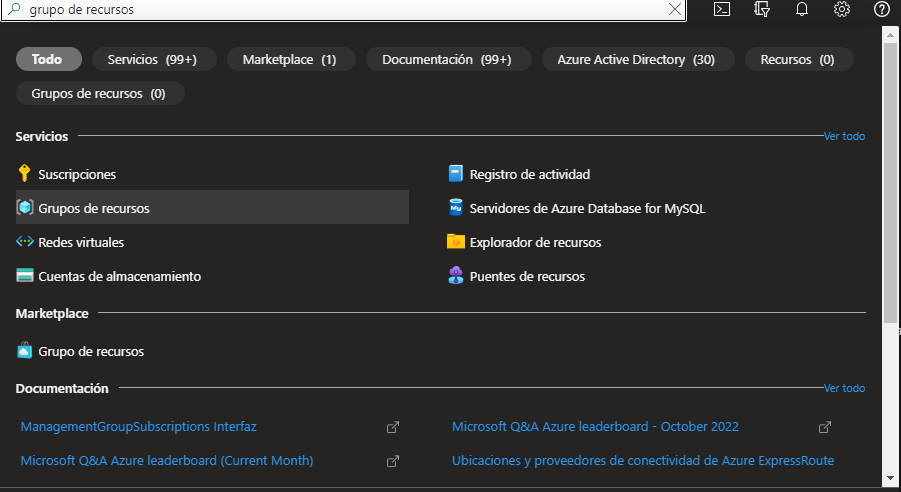 grupo de recursos
Todo Servicios (99+) Marketplace (1) Documentación (99+) Azure Active Directory (30) Recursos (0)
Grupos de recursos (0)
Servicios Ver todo
Suscripciones Registro de actividad
Grupos de recursos Servidores de Azure Database for MySQL
Redes virtuales Explorador de recursos
Cuentas de almacenamiento Puentes de recursos
Marketplace
Grupo de recursos
Documentación Ver todo
ManagementGroupSubscriptions Interfaz Microsoft Q&A Azure leaderboard - October 2022
Microsoft Q&A Azure leaderboard (Current Month) Ubicaciones y proveedores de conectividad de Azure ExpressRoute